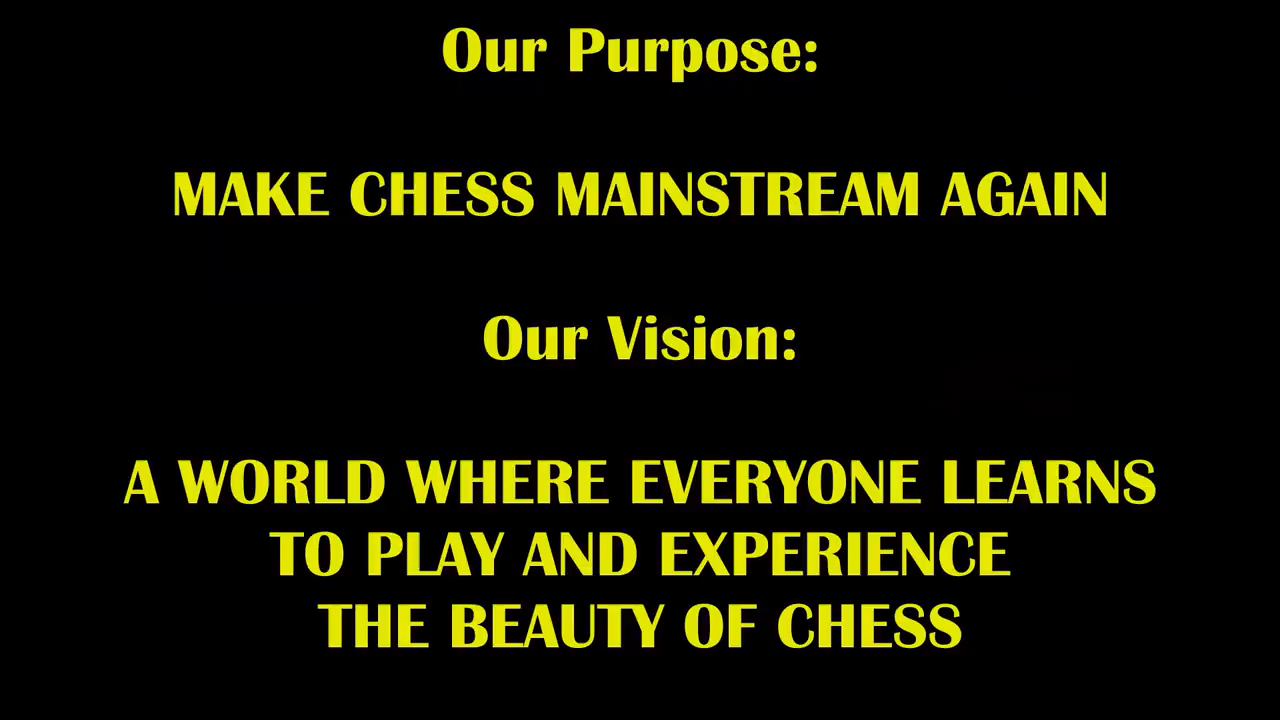 Our Purpose:
MAKE CHESS MAINSTREAM AGAIN
Our Vision:
A WORLD WHERE EVERYONE LEARNS
TO PLAY AND EXPERIENCE
THE BEAUTY OF CHESS